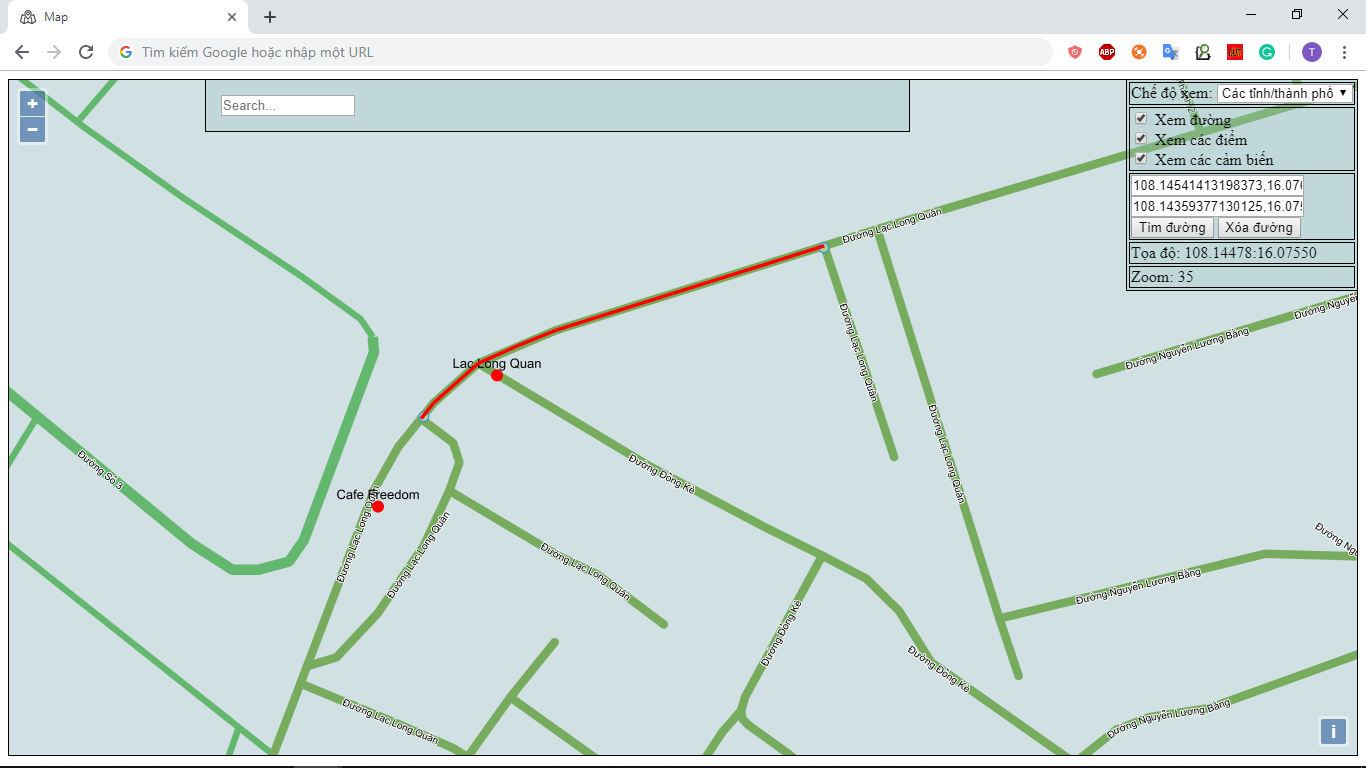 Map
Tìm kiếm Google hoặc nhập một URL
ABP
T
+
−
Search...
Chế độ xem: Các tỉnh/thành phố
Xem đường
Xem các điểm
Xem các cảm biến
108.14541413198373,16.076
108.14359377130125,16.075
Tìm đường Xóa đường
Tọa độ: 108.14478:16.07550
Zoom: 35
Đường Lạc Long Quân
Đường Nguyễn
Đường Nguyễn Lương Bằng
Đường Lạc Long Quân
Lac Long Quan
Đường Lạc Long Quân
Đường Số 3
Đường Đồng Kè
Cafe Freedom
Đường Lạc Long Quân
Đường Lạc Long Quân
Đường Lạc Long Quân
Đường Nguyễn Lương Bằng
Đường Đồng Kè
Đường Đồng Kè
Đường Lạc Long Quân
Đường Nguyễn Lương Bằng
i